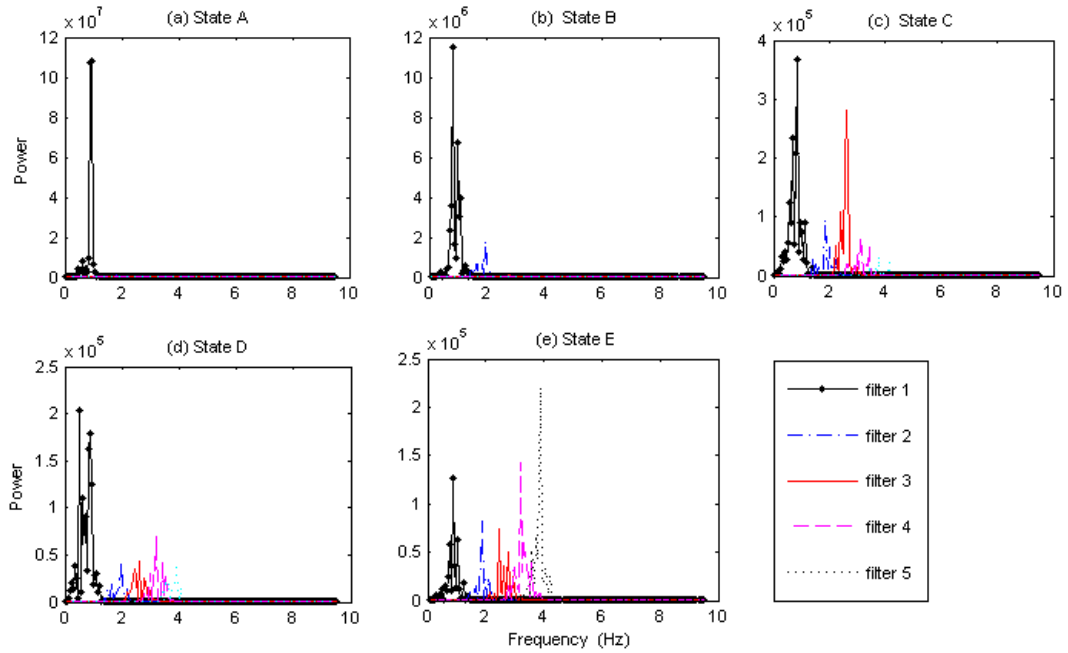 (a) State A
(b) State B
(c) State C
× 10^7
× 10^6
× 10^5
Power
12
10
8
6
4
2
0
0 2 4 6 8 10
12
10
8
6
4
2
0
0 2 4 6 8 10
4
3
2
1
0
0 2 4 6 8 10
(d) State D
(e) State E
× 10^5
× 10^5
Power
2.5
2
1.5
1
0.5
0
0 2 4 6 8 10
2.5
2
1.5
1
0.5
0
0 2 4 6 8 10
Frequency (Hz)
filter 1
filter 2
filter 3
filter 4
filter 5